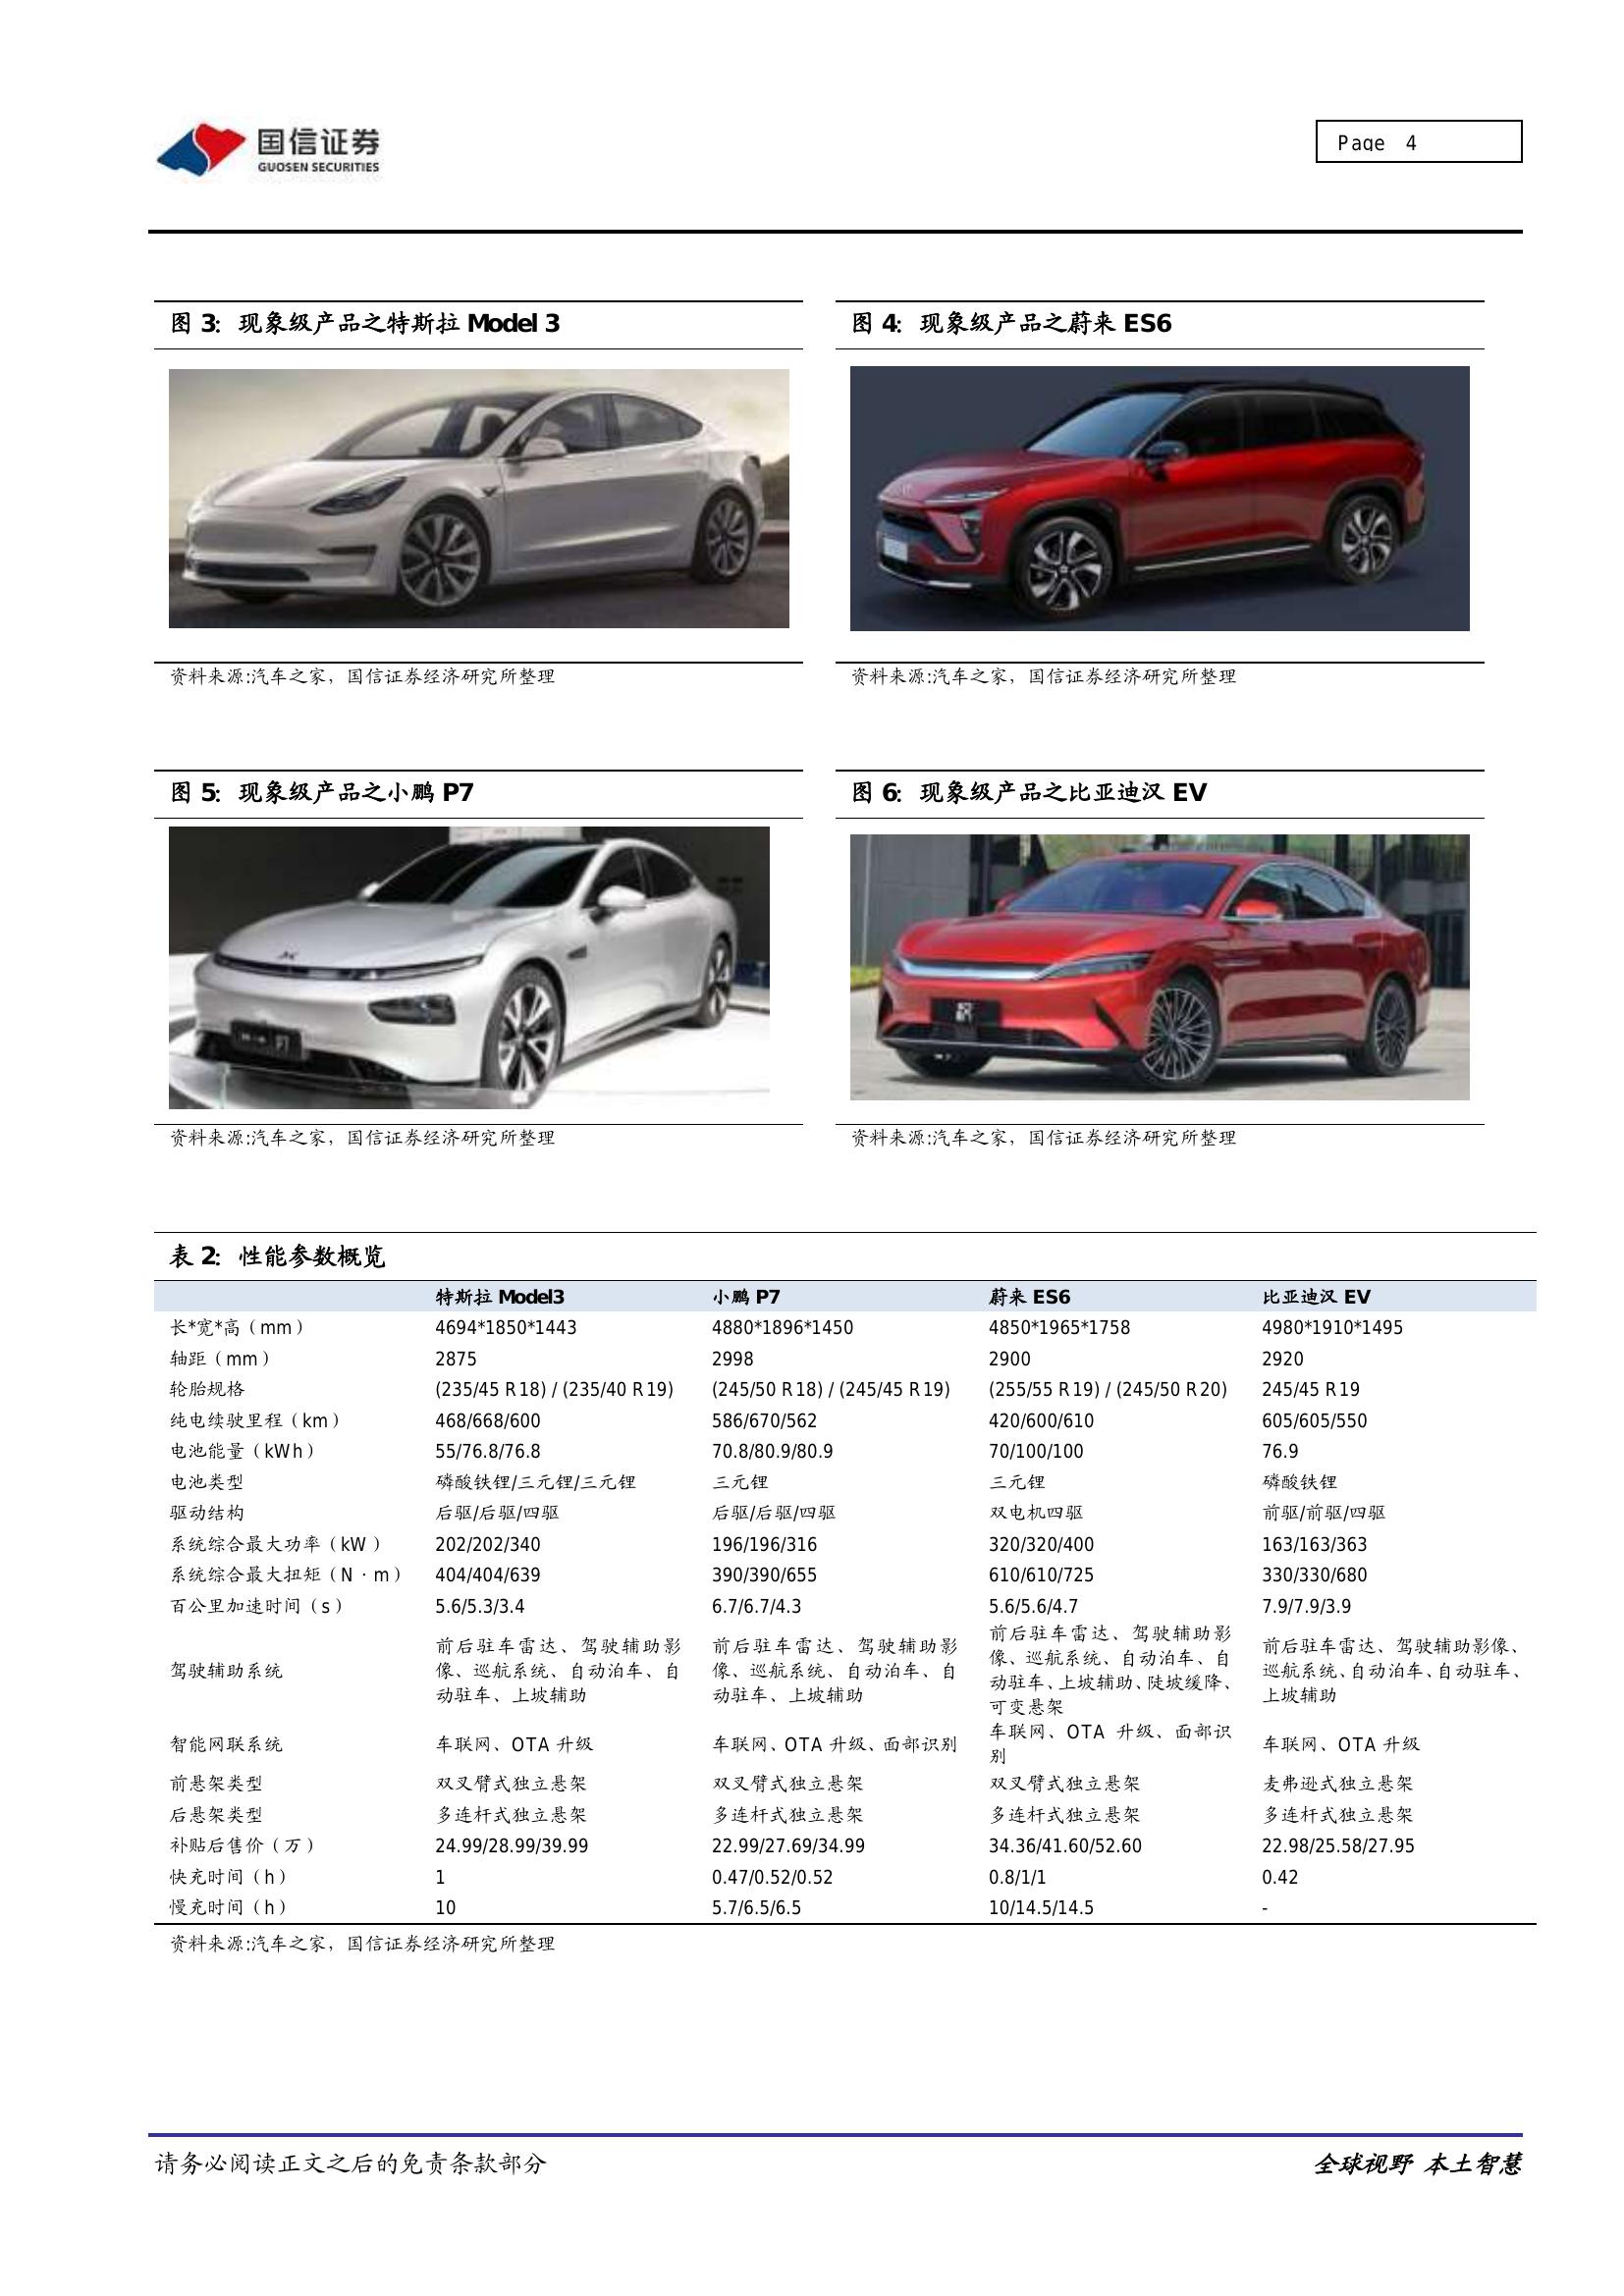 国信证券
GUOSEN SECURITIES
Page 4
图 3：现象级产品之特斯拉 Model 3
图 4：现象级产品之蔚来 ES6
资料来源:汽车之家，国信证券经济研究所整理
资料来源:汽车之家，国信证券经济研究所整理
图 5：现象级产品之小鹏 P7
图 6：现象级产品之比亚迪汉 EV
P7
汉
资料来源:汽车之家，国信证券经济研究所整理
资料来源:汽车之家，国信证券经济研究所整理
表 2：性能参数概览
特斯拉 Model3 小鹏 P7 蔚来 ES6 比亚迪汉 EV
长*宽*高（mm） 4694*1850*1443 4880*1896*1450 4850*1965*1758 4980*1910*1495
轴距（mm） 2875 2998 2900 2920
轮胎规格 (235/45 R18) / (235/40 R19) (245/50 R18) / (245/45 R19) (255/55 R19) / (245/50 R20) 245/45 R19
纯电续驶里程（km） 468/668/600 586/670/562 420/600/610 605/605/550
电池能量（kWh） 55/76.8/76.8 70.8/80.9/80.9 70/100/100 76.9
电池类型 磷酸铁锂/三元锂/三元锂 三元锂 三元锂 磷酸铁锂
驱动结构 后驱/后驱/四驱 后驱/后驱/四驱 双电机四驱 前驱/前驱/四驱
系统综合最大功率（kW） 202/202/340 196/196/316 320/320/400 163/163/363
系统综合最大扭矩（N·m） 404/404/639 390/390/655 610/610/725 330/330/680
百公里加速时间（s） 5.6/5.3/3.4 6.7/6.7/4.3 5.6/5.6/4.7 7.9/7.9/3.9
驾驶辅助系统
前后驻车雷达、驾驶辅助影
像、巡航系统、自动泊车、自
动驻车、上坡辅助
前后驻车雷达、驾驶辅助影
像、巡航系统、自动泊车、自
动驻车、上坡辅助
前后驻车雷达、驾驶辅助影
像、巡航系统、自动泊车、自
动驻车、上坡辅助、陡坡缓降、
可变悬架
前后驻车雷达、驾驶辅助影像、
巡航系统、自动泊车、自动驻车、
上坡辅助
智能网联系统
车联网、OTA 升级
车联网、OTA 升级、面部识别
车联网、OTA 升级、面部识
别
车联网、OTA 升级
前悬架类型 双叉臂式独立悬架 双叉臂式独立悬架 双叉臂式独立悬架 麦弗逊式独立悬架
后悬架类型 多连杆式独立悬架 多连杆式独立悬架 多连杆式独立悬架 多连杆式独立悬架
补贴后售价（万） 24.99/28.99/39.99 22.99/27.69/34.99 34.36/41.60/52.60 22.98/25.58/27.95
快充时间（h） 1 0.47/0.52/0.52 0.8/1/1 0.42
慢充时间（h） 10 5.7/6.5/6.5 10/14.5/14.5 -
资料来源:汽车之家，国信证券经济研究所整理
请务必阅读正文之后的免责条款部分
全球视野 本土智慧